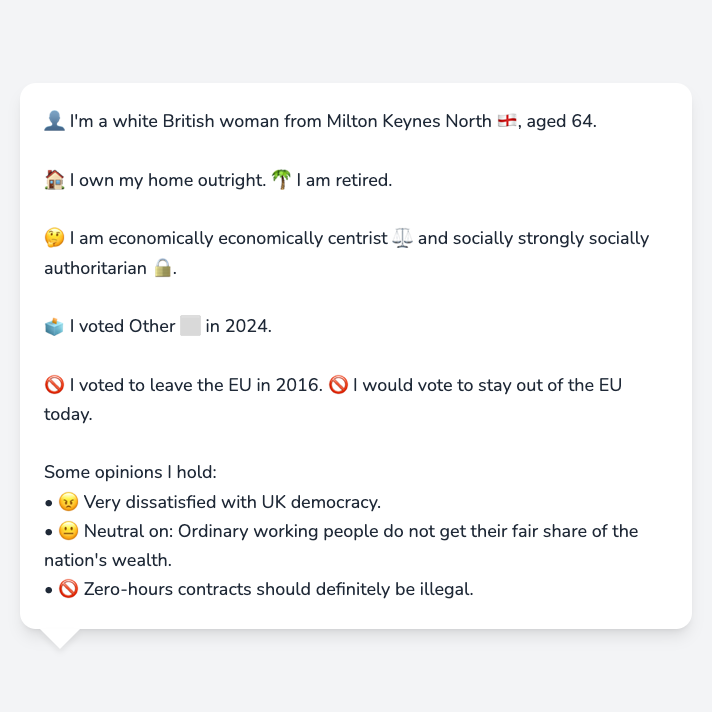 👤 I'm a white British woman from Milton Keynes North 🏴󠁧󠁢󠁥󠁮󠁧󠁿, aged 64.
🏠 I own my home outright. 🌴 I am retired.
🤔 I am economically economically centrist ⚖️ and socially strongly socially
authoritarian 🔒.
🗳️ I voted Other ⬜ in 2024.
🚫 I voted to leave the EU in 2016. 🚫 I would vote to stay out of the EU
today.
Some opinions I hold:
• 😠 Very dissatisfied with UK democracy.
• 😐 Neutral on: Ordinary working people do not get their fair share of the
nation's wealth.
• 🚫 Zero-hours contracts should definitely be illegal.